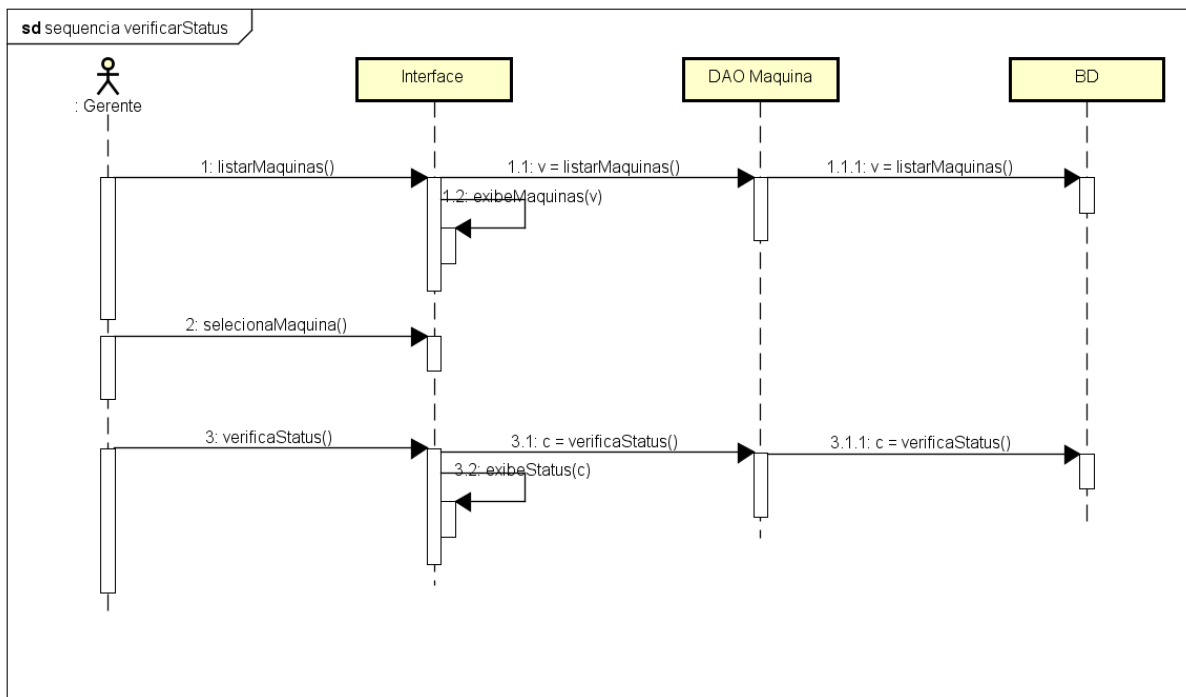 sd sequencia verificarStatus
: Gerente
Interface
DAO Maquina
BD
1: listarMaquinas()
1.1: v = listarMaquinas()
1.1.1: v = listarMaquinas()
1.2: exibeMaquinas(v)
2: selecionaMaquina()
3: verificaStatus()
3.1: c = verificaStatus()
3.1.1: c = verificaStatus()
3.2: exibeStatus(c)